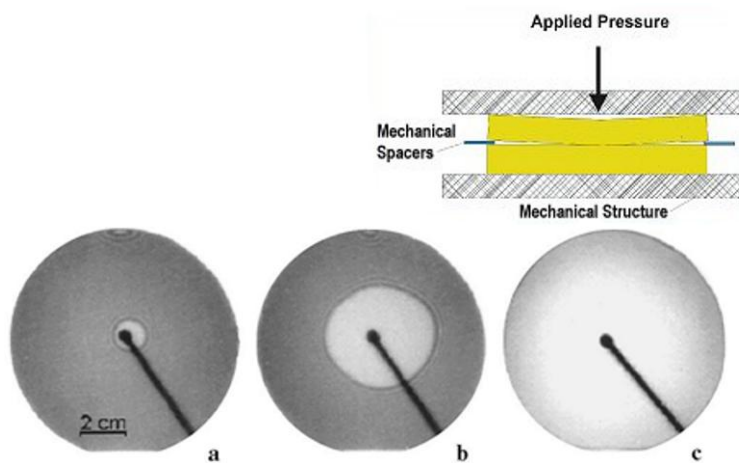 Applied Pressure
Mechanical
Spacers
Mechanical Structure
2 cm
a
b
c